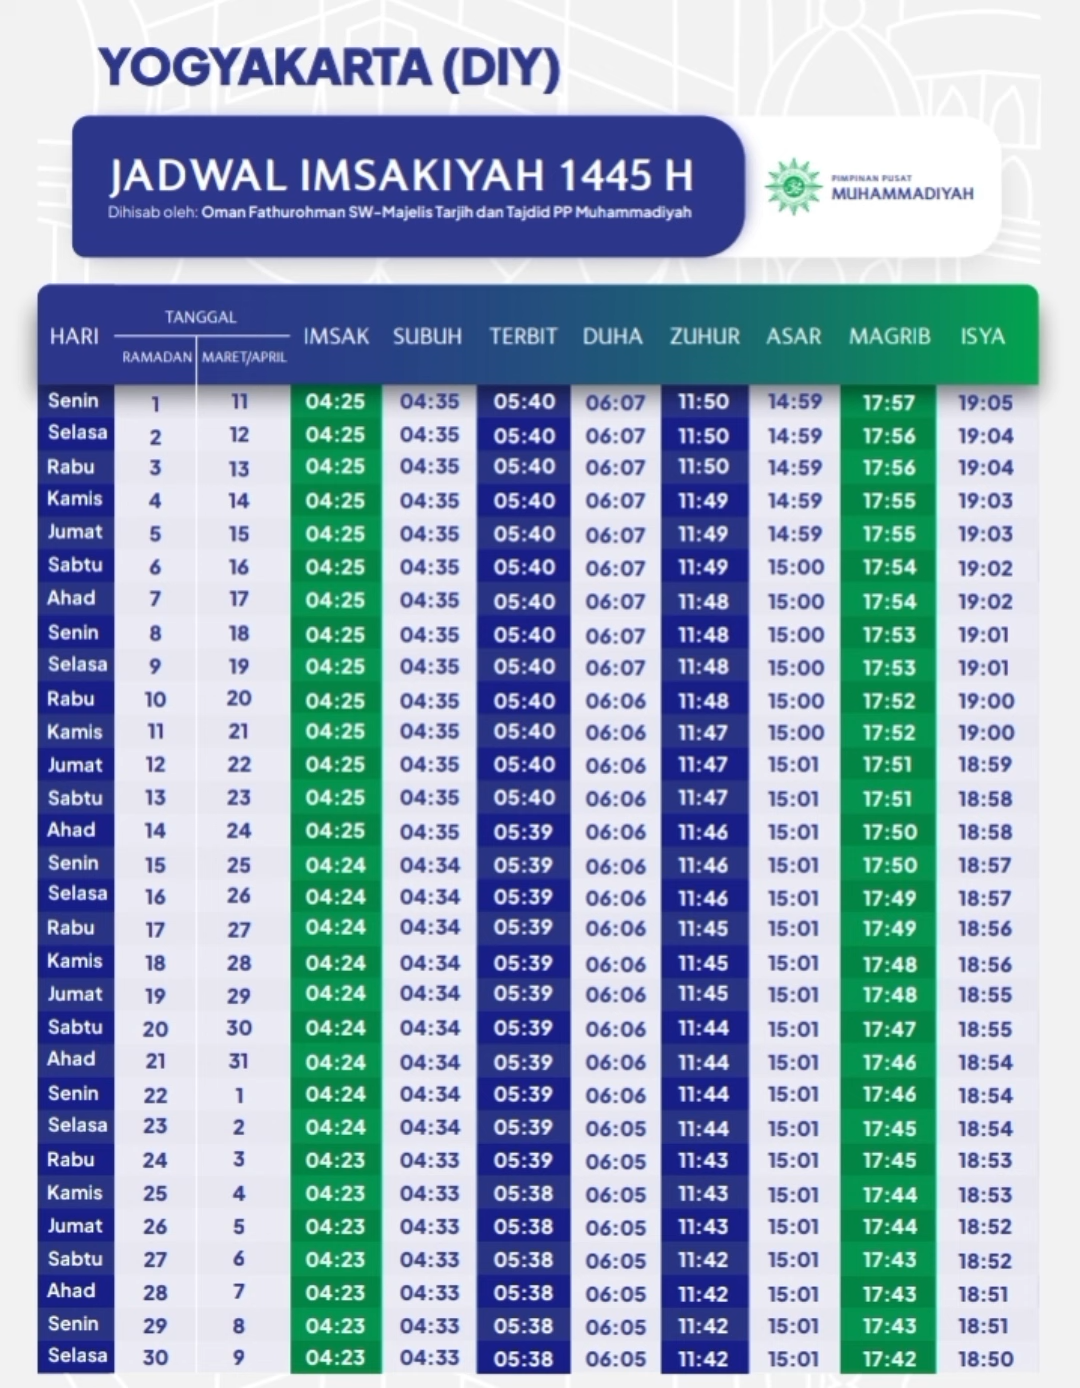 YOGYAKARTA (DIY)
JADWAL IMSAKIYAH 1445 H
Dihisab oleh: Oman Fathurohman SW-Majelis Tarjih dan Tajdid PP Muhammadiyah
PIMPINAN PUSAT
MUHAMMADIYAH
HARI TANGGAL RAMADAN MARET/APRIL IMSAK SUBUH TERBIT DUHA ZUHUR ASAR MAGRIB ISYA
Senin 1 11 04:25 04:35 05:40 06:07 11:50 14:59 17:57 19:05
Selasa 2 12 04:25 04:35 05:40 06:07 11:50 14:59 17:56 19:04
Rabu 3 13 04:25 04:35 05:40 06:07 11:50 14:59 17:56 19:04
Kamis 4 14 04:25 04:35 05:40 06:07 11:49 14:59 17:55 19:03
Jumat 5 15 04:25 04:35 05:40 06:07 11:49 14:59 17:55 19:03
Sabtu 6 16 04:25 04:35 05:40 06:07 11:49 15:00 17:54 19:02
Ahad 7 17 04:25 04:35 05:40 06:07 11:48 15:00 17:54 19:02
Senin 8 18 04:25 04:35 05:40 06:07 11:48 15:00 17:53 19:01
Selasa 9 19 04:25 04:35 05:40 06:07 11:48 15:00 17:53 19:01
Rabu 10 20 04:25 04:35 05:40 06:06 11:48 15:00 17:52 19:00
Kamis 11 21 04:25 04:35 05:40 06:06 11:47 15:00 17:52 19:00
Jumat 12 22 04:25 04:35 05:40 06:06 11:47 15:01 17:51 18:59
Sabtu 13 23 04:25 04:35 05:40 06:06 11:47 15:01 17:51 18:58
Ahad 14 24 04:25 04:35 05:39 06:06 11:46 15:01 17:50 18:58
Senin 15 25 04:24 04:34 05:39 06:06 11:46 15:01 17:50 18:57
Selasa 16 26 04:24 04:34 05:39 06:06 11:46 15:01 17:49 18:57
Rabu 17 27 04:24 04:34 05:39 06:06 11:45 15:01 17:49 18:56
Kamis 18 28 04:24 04:34 05:39 06:06 11:45 15:01 17:48 18:56
Jumat 19 29 04:24 04:34 05:39 06:06 11:45 15:01 17:48 18:55
Sabtu 20 30 04:24 04:34 05:39 06:06 11:44 15:01 17:47 18:55
Ahad 21 31 04:24 04:34 05:39 06:06 11:44 15:01 17:46 18:54
Senin 22 1 04:24 04:34 05:39 06:06 11:44 15:01 17:46 18:54
Selasa 23 2 04:24 04:34 05:39 06:05 11:44 15:01 17:45 18:54
Rabu 24 3 04:23 04:33 05:39 06:05 11:43 15:01 17:45 18:53
Kamis 25 4 04:23 04:33 05:38 06:05 11:43 15:01 17:44 18:53
Jumat 26 5 04:23 04:33 05:38 06:05 11:43 15:01 17:44 18:52
Sabtu 27 6 04:23 04:33 05:38 06:05 11:42 15:01 17:43 18:52
Ahad 28 7 04:23 04:33 05:38 06:05 11:42 15:01 17:43 18:51
Senin 29 8 04:23 04:33 05:38 06:05 11:42 15:01 17:43 18:51
Selasa 30 9 04:23 04:33 05:38 06:05 11:42 15:01 17:42 18:50